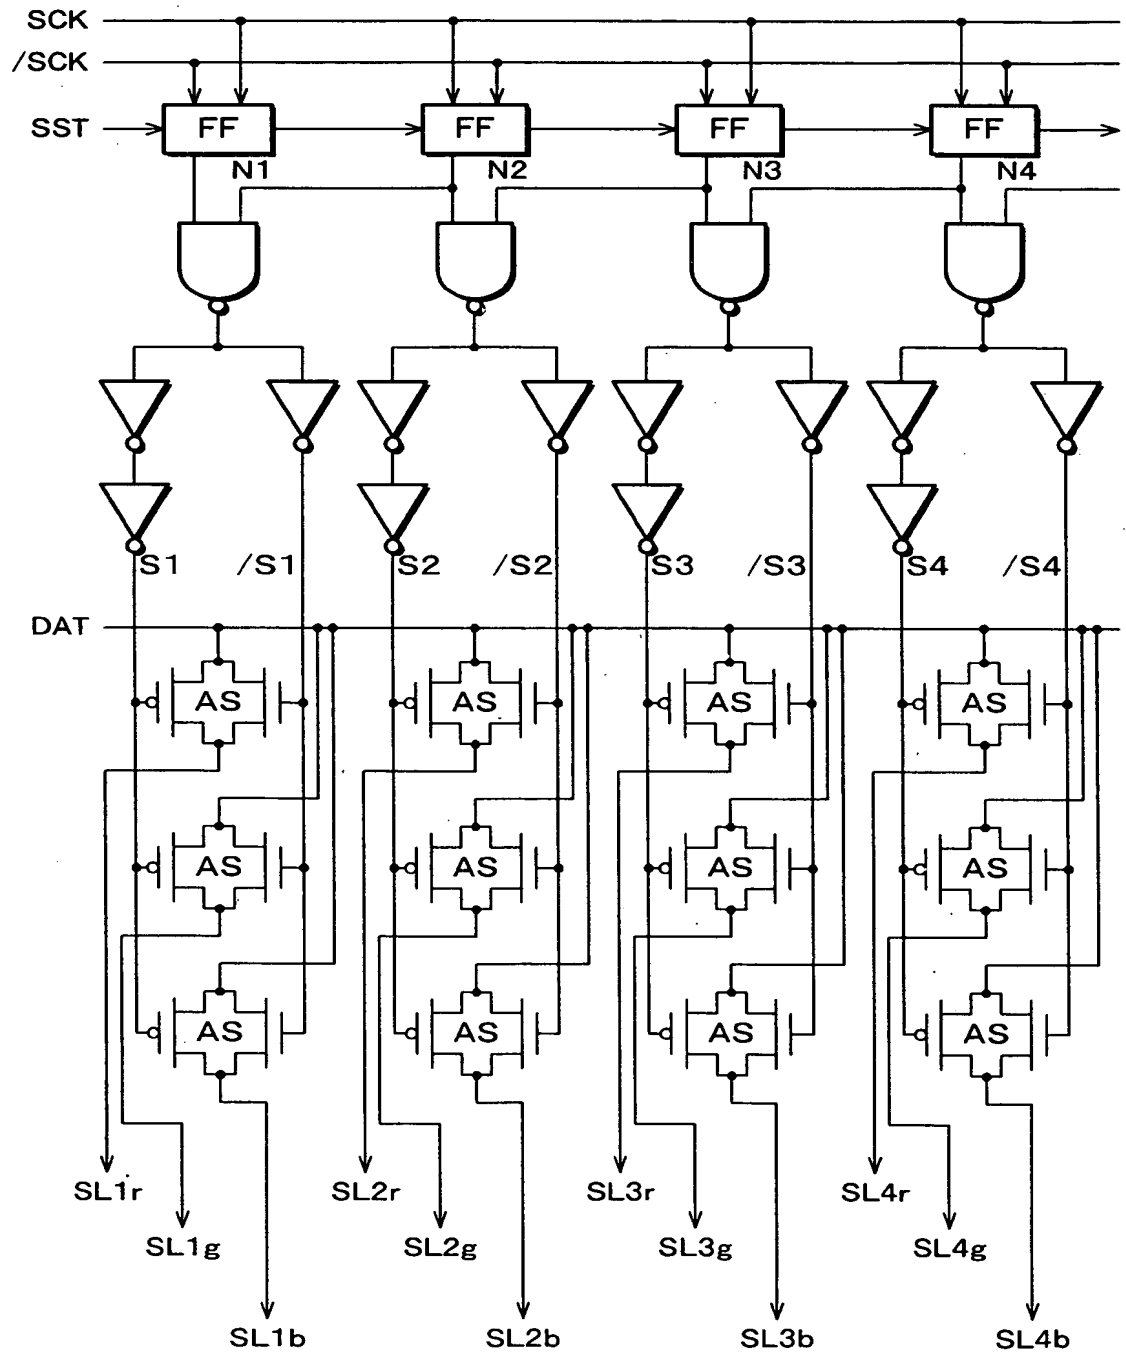 SCK
/SCK
SST
FF FF FF FF
N1 N2 N3 N4
S1 /S1 S2 /S2 S3 /S3 S4 /S4
DAT
AS AS AS AS
AS AS AS AS
AS AS AS AS
SL1r SL2r SL3r SL4r
SL1g SL2g SL3g SL4g
SL1b SL2b SL3b SL4b